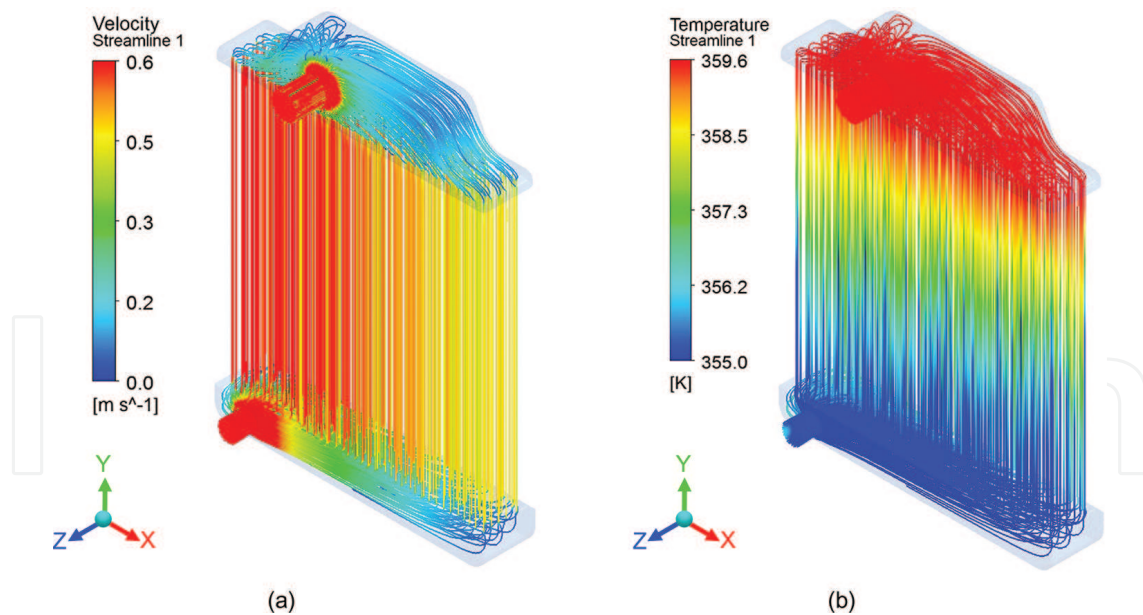 Velocity
Streamline 1
0.6
0.5
0.3
0.2
0.0
[m s^-1]
Y
Z
X
(a)
Temperature
Streamline 1
359.6
358.5
357.3
356.2
355.0
[K]
Y
Z
X
(b)